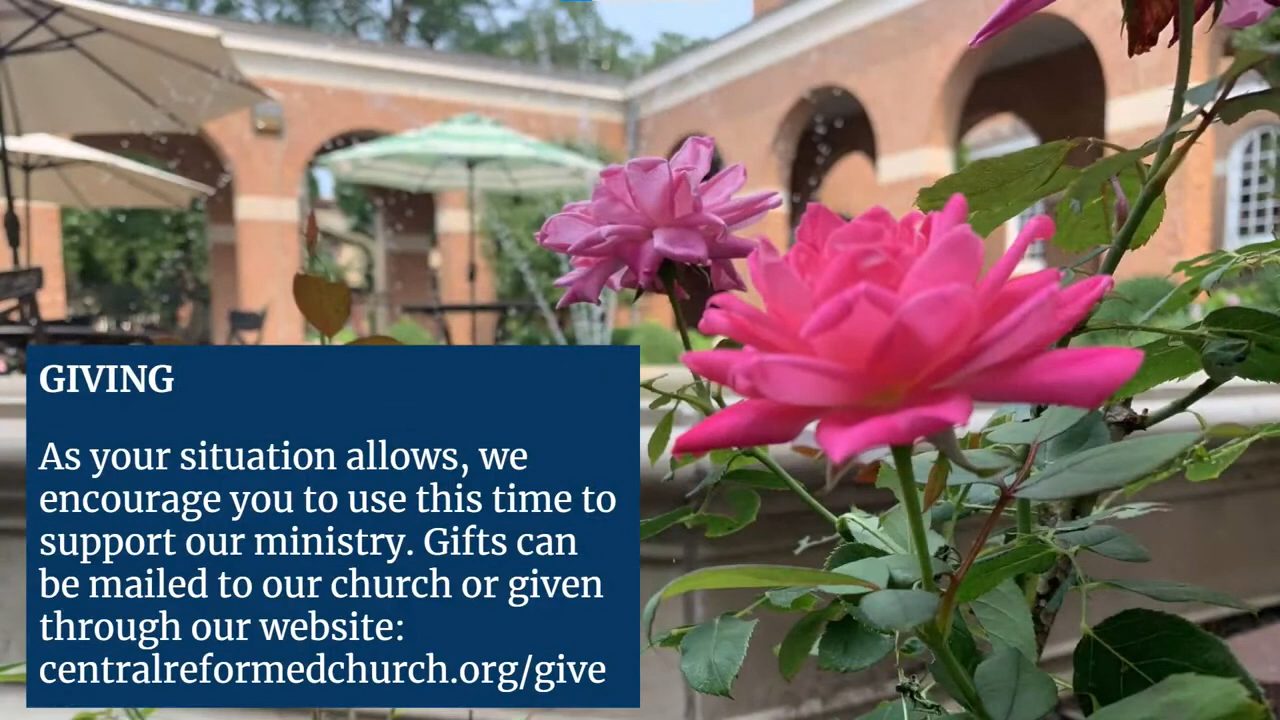 GIVING
As your situation allows, we
encourage you to use this time to
support our ministry. Gifts can
be mailed to our church or given
through our website:
centralreformedchurch.org/give